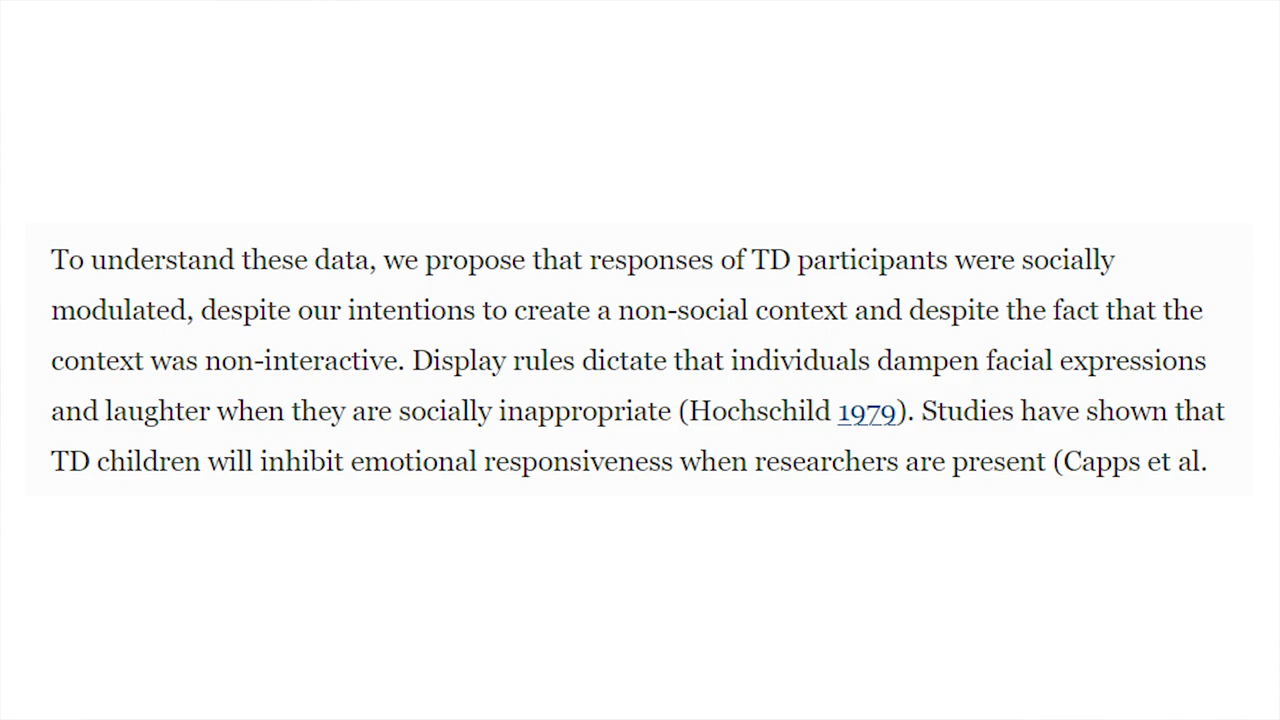 To understand these data, we propose that responses of TD participants were socially
modulated, despite our intentions to create a non-social context and despite the fact that the
context was non-interactive. Display rules dictate that individuals dampen facial expressions
and laughter when they are socially inappropriate (Hochschild 1979). Studies have shown that
TD children will inhibit emotional responsiveness when researchers are present (Capps et al.